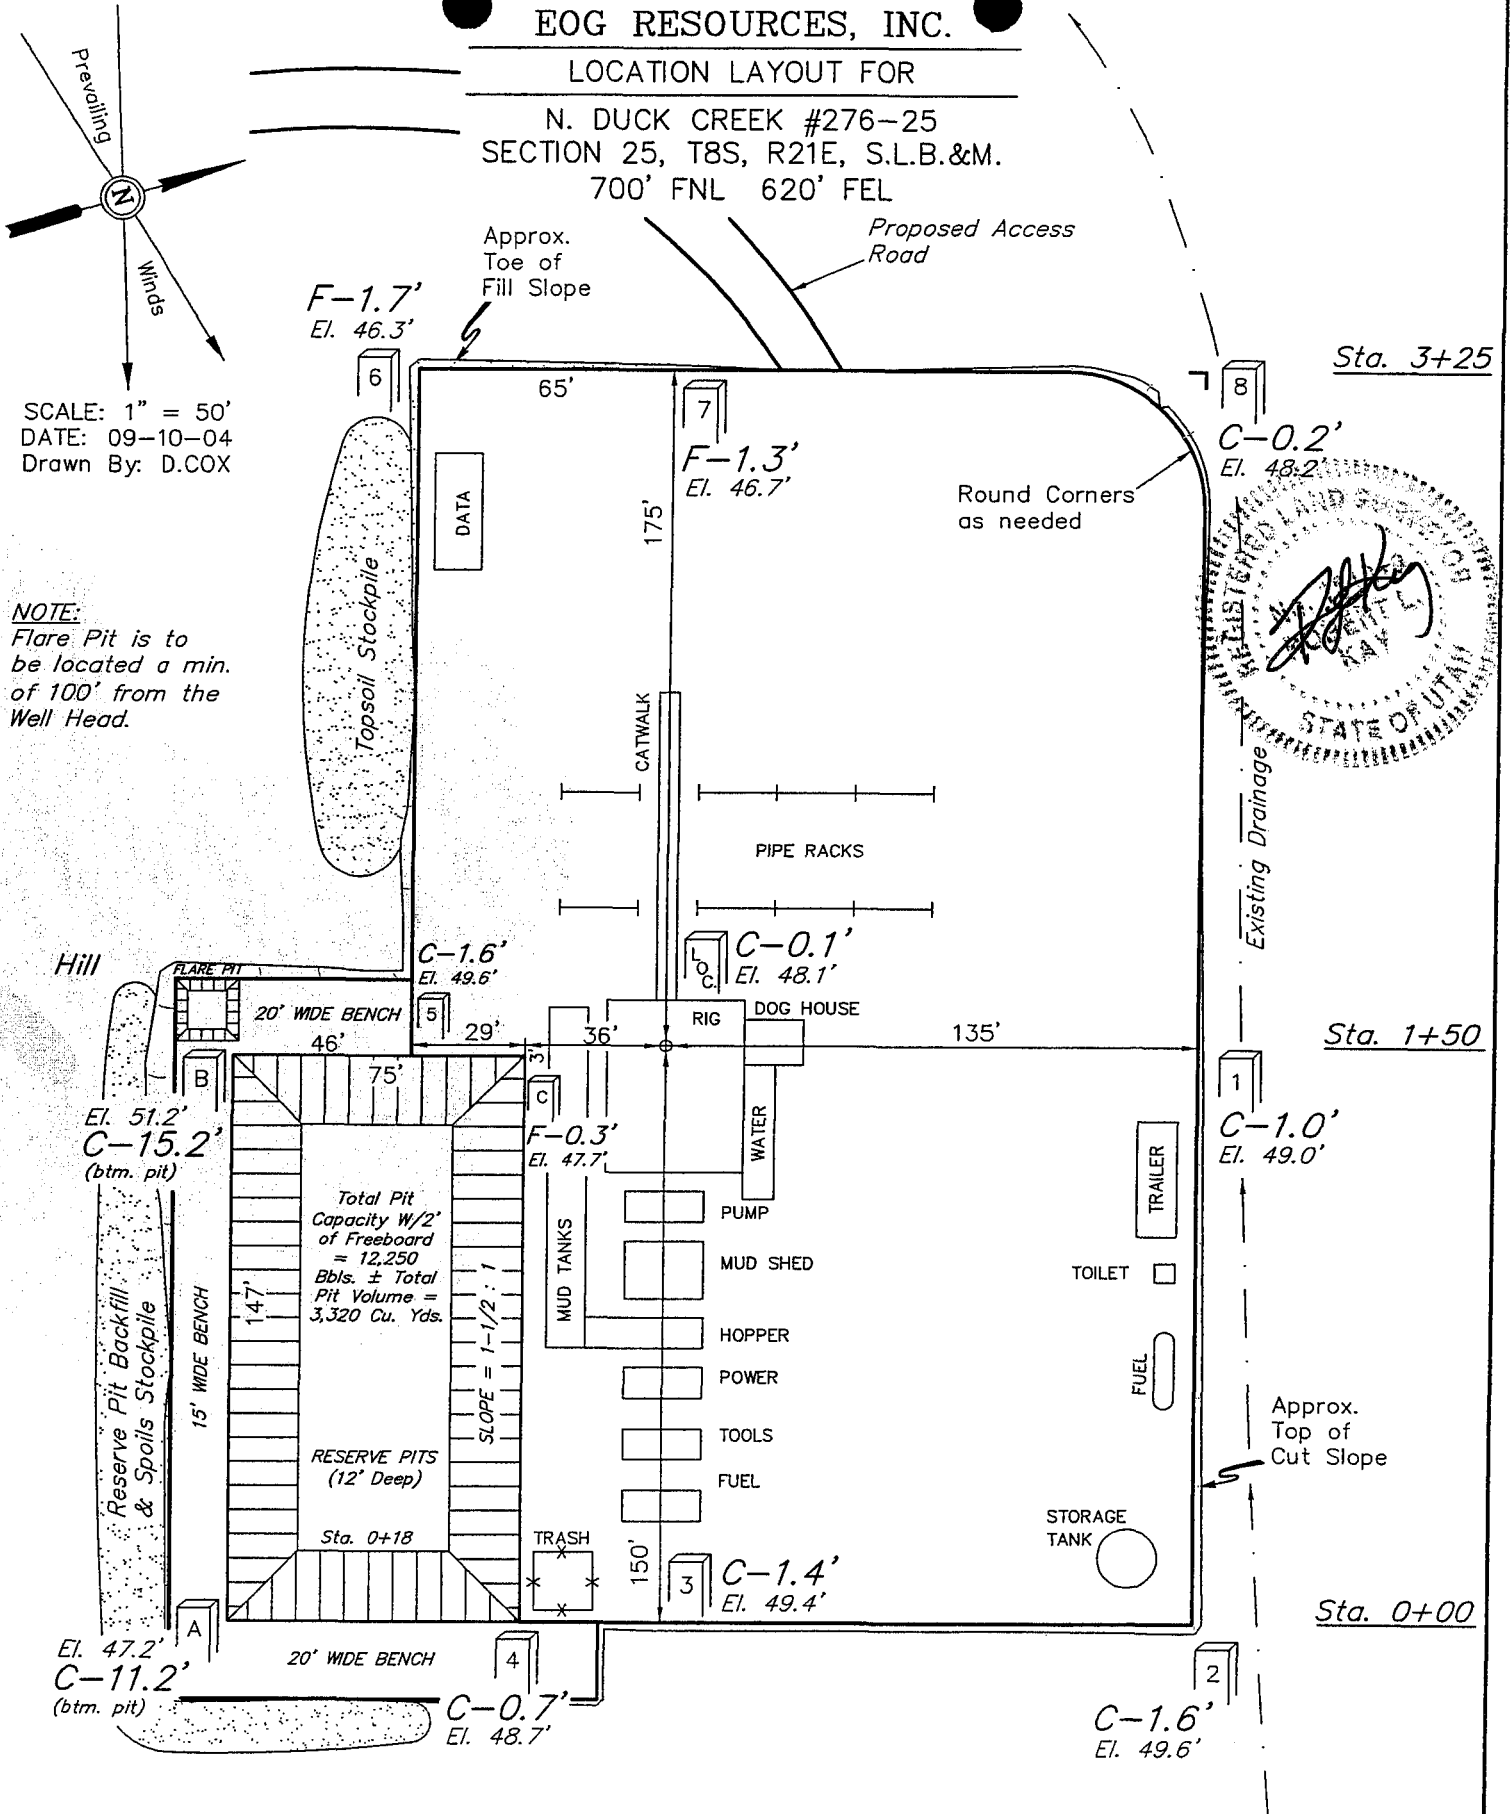 EOG RESOURCES, INC.
LOCATION LAYOUT FOR
N. DUCK CREEK #276-25
SECTION 25, T8S, R21E, S.L.B.&M.
700' FNL 620' FEL
Prevailing
N
Winds
SCALE: 1" = 50'
DATE: 09-10-04
Drawn By: D.COX
NOTE:
Flare Pit is to
be located a min.
of 100' from the
Well Head.
Approx.
Toe of
Fill Slope
Proposed Access
Road
F-1.7'
El. 46.3'
6
65'
7
F-1.3'
El. 46.7'
175'
8
C-0.2'
El. 48.2'
Sta. 3+25
Round Corners
as needed
REGISTERED LAND SURVEYOR
ROBERT L.
KAY
STATE OF UTAH
DATA
Topsoil Stockpile
CATWALK
PIPE RACKS
Existing Drainage
Hill
FLARE PIT
C-1.6'
El. 49.6'
5
LOC.
C-0.1'
El. 48.1'
20' WIDE BENCH
46'
29'
36'
3'
RIG
DOG HOUSE
135'
Sta. 1+50
1
C-1.0'
El. 49.0'
B
El. 51.2'
C-15.2'
(btm. pit)
75'
C
F-0.3'
El. 47.7'
WATER
TRAILER
Total Pit
Capacity W/2'
of Freeboard
= 12,250
Bbls. ± Total
Pit Volume =
3,320 Cu. Yds.
147'
15' WIDE BENCH
SLOPE = 1-1/2 : 1
MUD TANKS
PUMP
MUD SHED
HOPPER
POWER
TOOLS
FUEL
TOILET
FUEL
Reserve Pit Backfill
& Spoils Stockpile
RESERVE PITS
(12' Deep)
Sta. 0+18
TRASH
150'
3
C-1.4'
El. 49.4'
STORAGE
TANK
Approx.
Top of
Cut Slope
Sta. 0+00
A
El. 47.2'
C-11.2'
(btm. pit)
20' WIDE BENCH
4
C-0.7'
El. 48.7'
2
C-1.6'
El. 49.6'